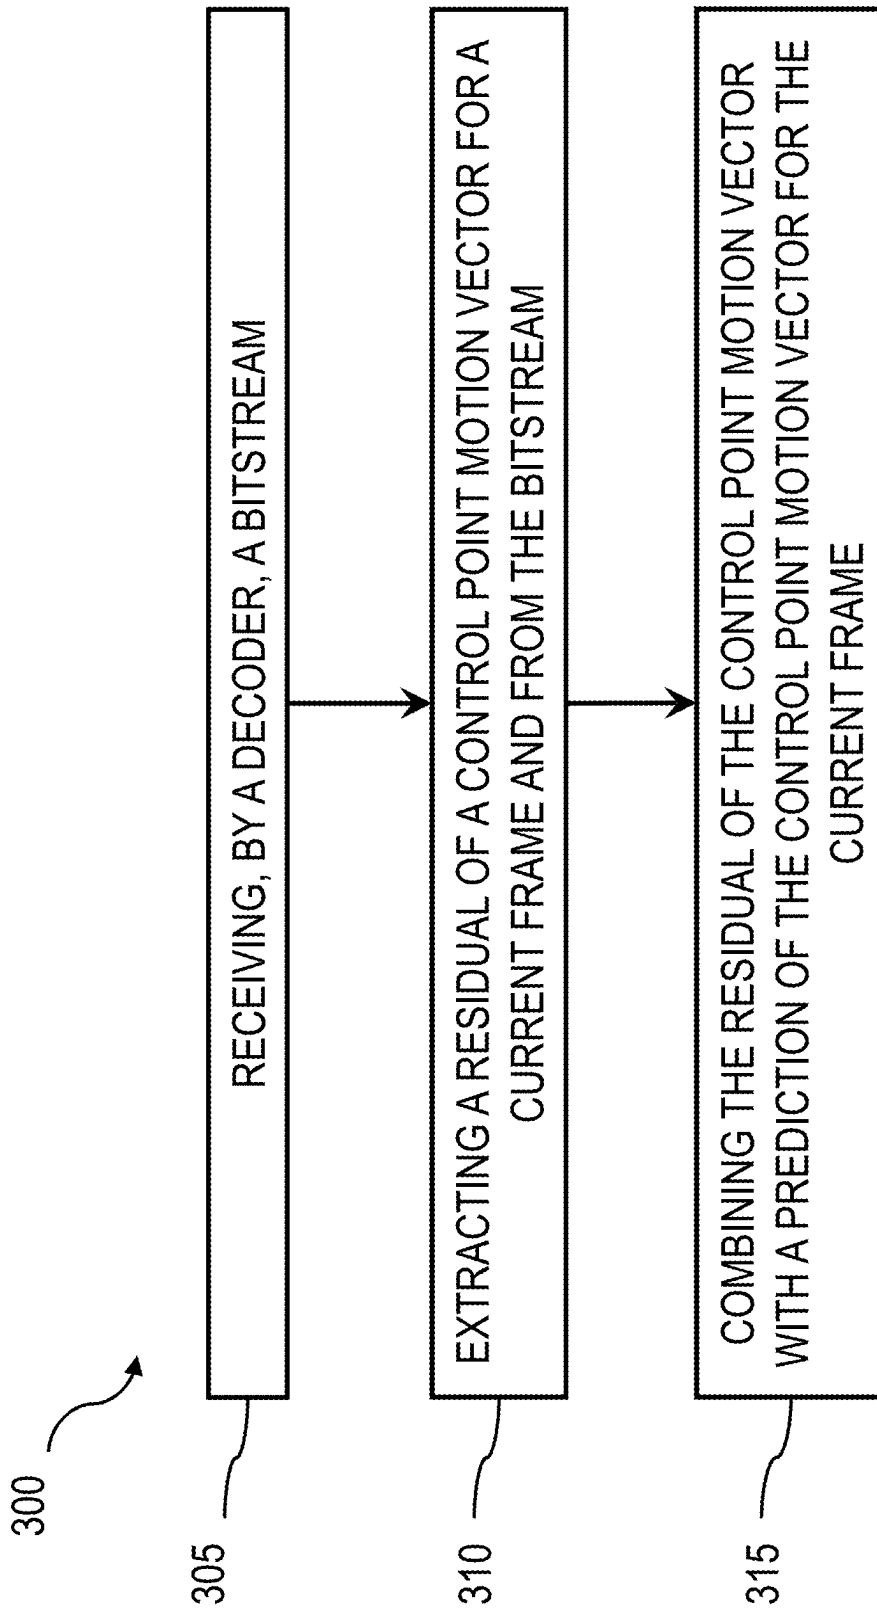 300
305
RECEIVING, BY A DECODER, A BITSTREAM
310
EXTRACTING A RESIDUAL OF A CONTROL POINT MOTION VECTOR FOR A
CURRENT FRAME AND FROM THE BITSTREAM
315
COMBINING THE RESIDUAL OF THE CONTROL POINT MOTION VECTOR
WITH A PREDICTION OF THE CONTROL POINT MOTION VECTOR FOR THE
CURRENT FRAME